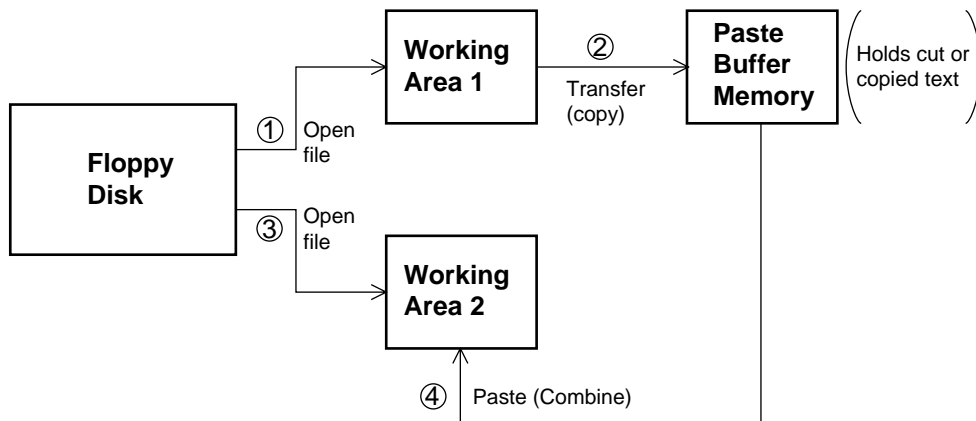 Floppy
Disk
①
Open
file
Working
Area 1
②
Transfer
(copy)
Paste
Buffer
Memory
Holds cut or
copied text
③
Open
file
Working
Area 2
④
Paste (Combine)